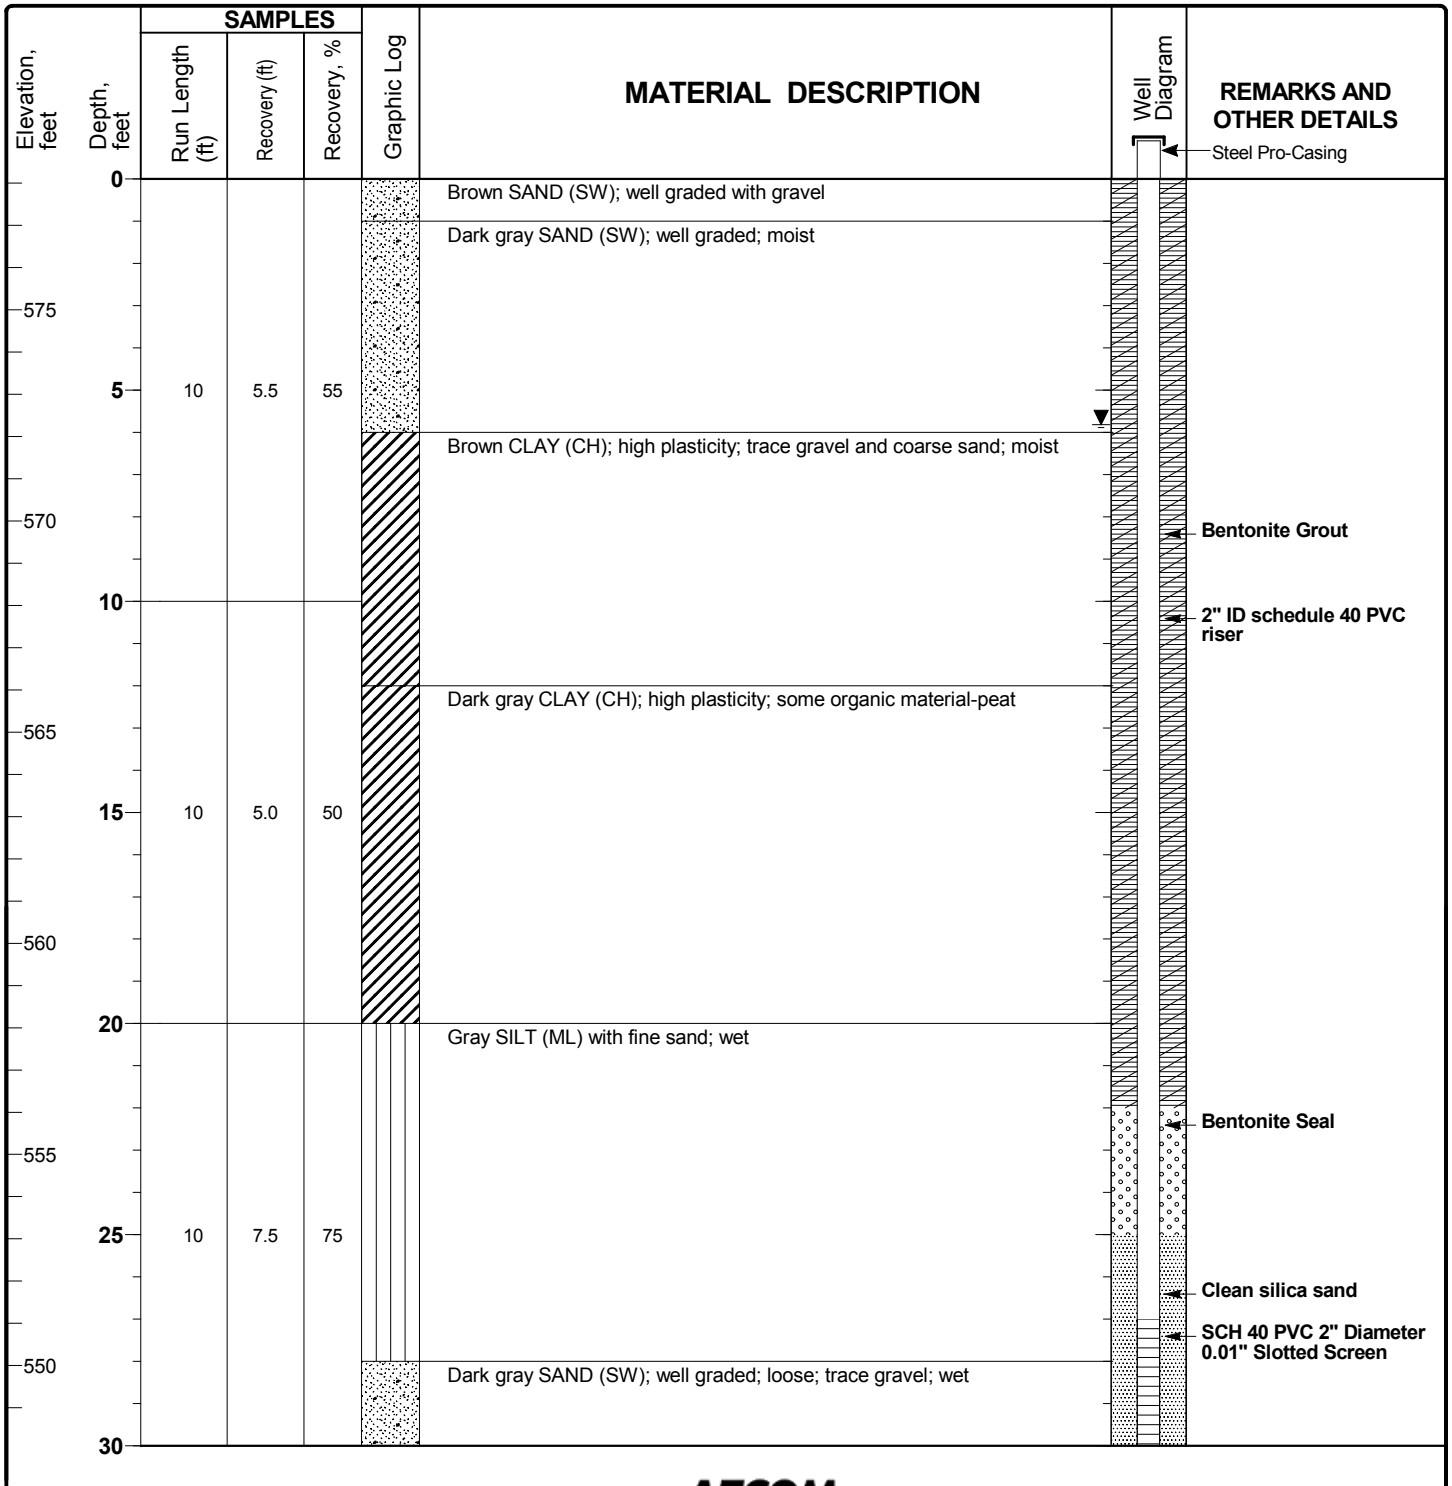 SAMPLES
Elevation,
feet
Depth,
feet
Run Length
(ft)
Recovery (ft)
Recovery, %
Graphic Log
MATERIAL DESCRIPTION
Well
Diagram
REMARKS AND
OTHER DETAILS
Steel Pro-Casing
0
Brown SAND (SW); well graded with gravel
Dark gray SAND (SW); well graded; moist
575
5
10 5.5 55
Brown CLAY (CH); high plasticity; trace gravel and coarse sand; moist
570
Bentonite Grout
10
2" ID schedule 40 PVC
riser
Dark gray CLAY (CH); high plasticity; some organic material-peat
565
15
10 5.0 50
560
20
Gray SILT (ML) with fine sand; wet
Bentonite Seal
555
25
10 7.5 75
Clean silica sand
SCH 40 PVC 2" Diameter
0.01" Slotted Screen
550
Dark gray SAND (SW); well graded; loose; trace gravel; wet
30